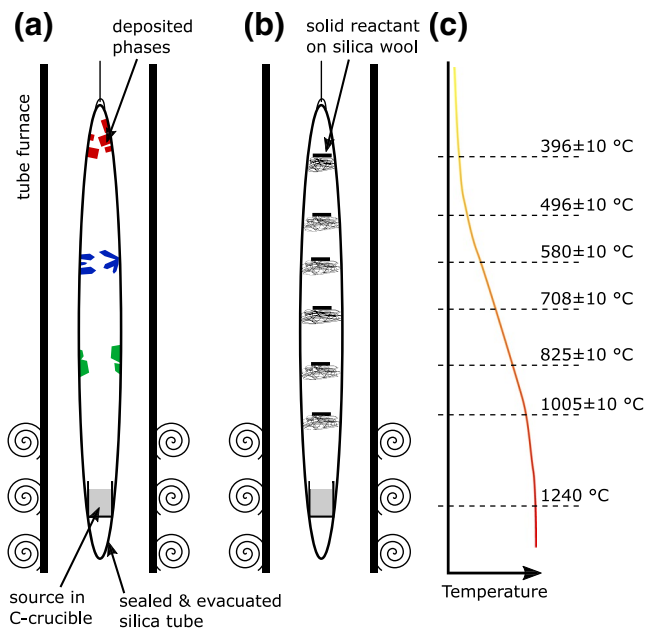 (a)
deposited
phases
tube furnace
source in
C-crucible
sealed & evacuated
silica tube
(b)
solid reactant
on silica wool
(c)
396±10 °C
496±10 °C
580±10 °C
708±10 °C
825±10 °C
1005±10 °C
1240 °C
Temperature